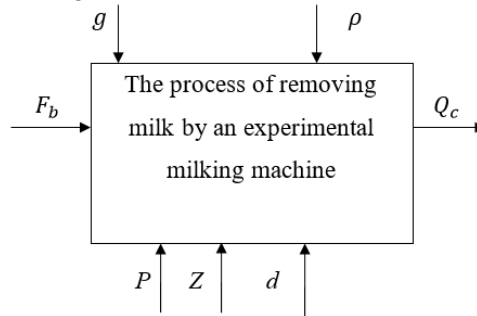 g ρ
The process of removing
F_b milk by an experimental Q_c
milking machine
P Z d